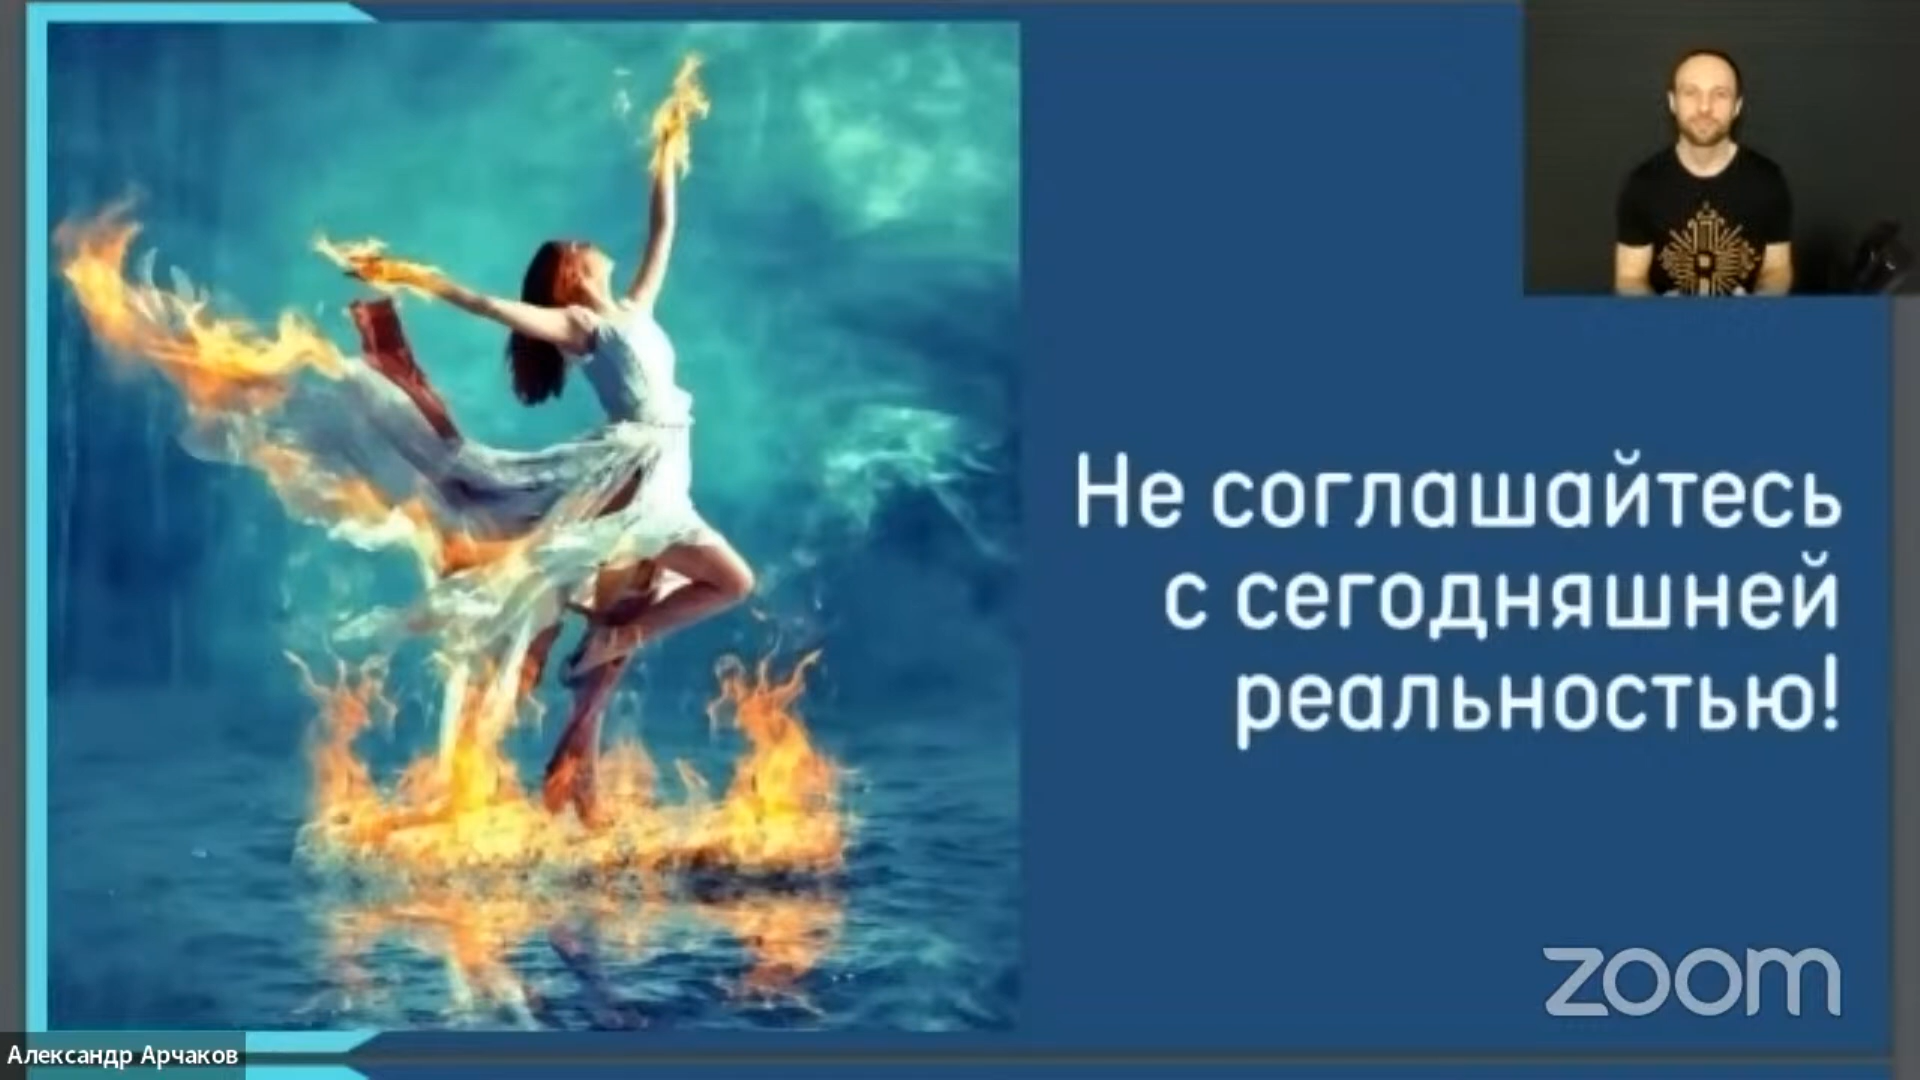 Не соглашайтесь
с сегодняшней
реальностью!
zoom
Александр Арчаков